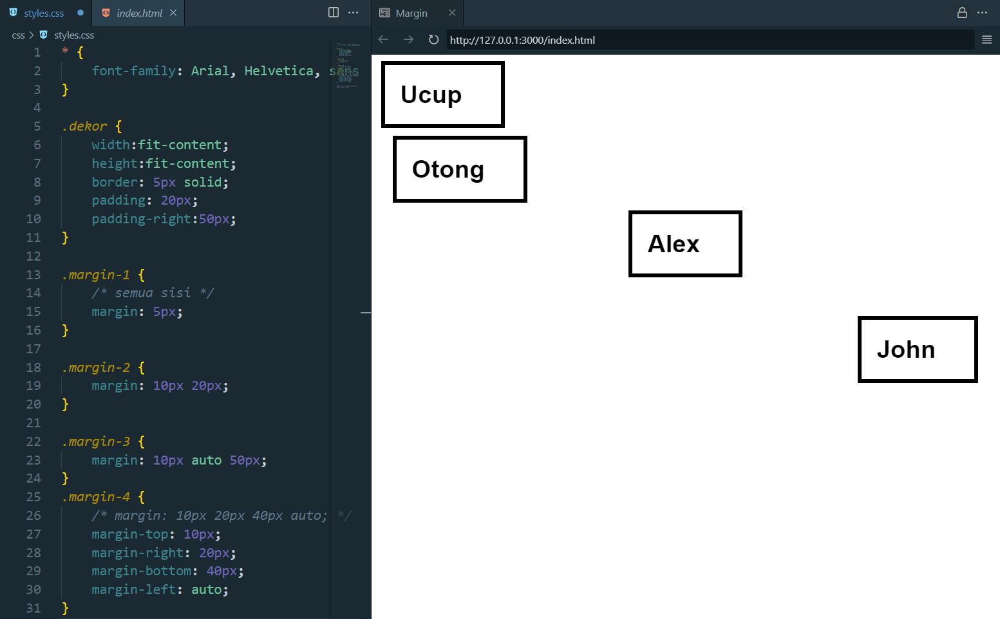 styles.css index.html
css > styles.css
1 * {
2 font-family: Arial, Helvetica, sans
3 }
4
5 .dekor {
6 width:fit-content;
7 height:fit-content;
8 border: 5px solid;
9 padding: 20px;
10 padding-right:50px;
11 }
12
13 .margin-1 {
14 /* semua sisi */
15 margin: 5px;
16 }
17
18 .margin-2 {
19 margin: 10px 20px;
20 }
21
22 .margin-3 {
23 margin: 10px auto 50px;
24 }
25 .margin-4 {
26 /* margin: 10px 20px 40px auto; */
27 margin-top: 10px;
28 margin-right: 20px;
29 margin-bottom: 40px;
30 margin-left: auto;
31 }
Margin
http://127.0.0.1:3000/index.html
Ucup
Otong
Alex
John